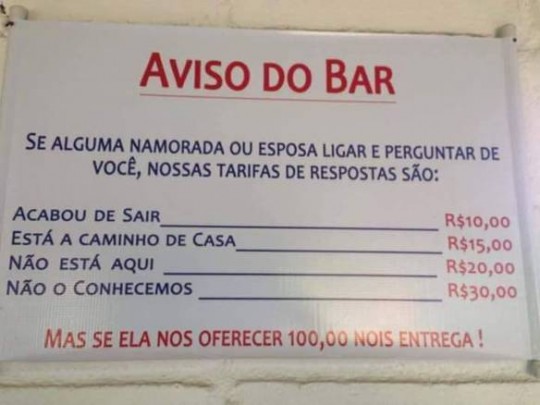 AVISO DO BAR
SE ALGUMA NAMORADA OU ESPOSA LIGAR E PERGUNTAR DE
VOCÊ, NOSSAS TARIFAS DE RESPOSTAS SÃO:
ACABOU DE SAIR R$10,00
ESTÁ A CAMINHO DE CASA R$15,00
NÃO ESTÁ AQUI R$20,00
NÃO O CONHECEMOS R$30,00
MAS SE ELA NOS OFERECER 100,00 NOIS ENTREGA !